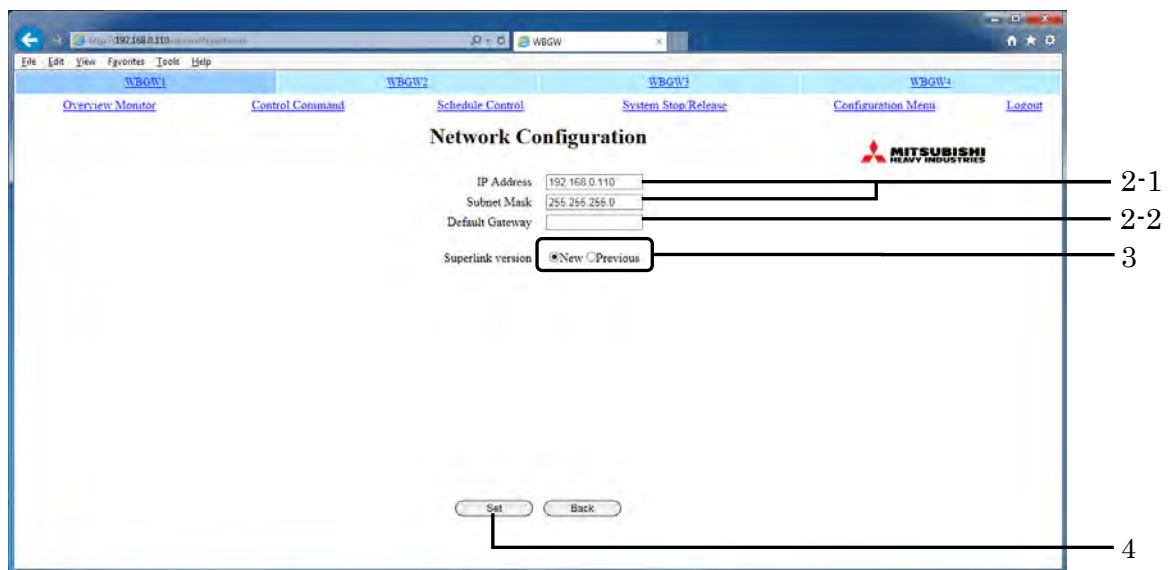 192.168.0.110
WBGW
File Edit View Favorites Tools Help
WBGW1 WBGW2 WBGW3 WBGW4
Overview Monitor Control Command Schedule Control System Stop/Release Configuration Menu Logout
Network Configuration
MITSUBISHI
HEAVY INDUSTRIES
IP Address 192.168.0.110 2-1
Subnet Mask 255.255.255.0
Default Gateway 2-2
Superlink version New Previous 3
Set Back
4